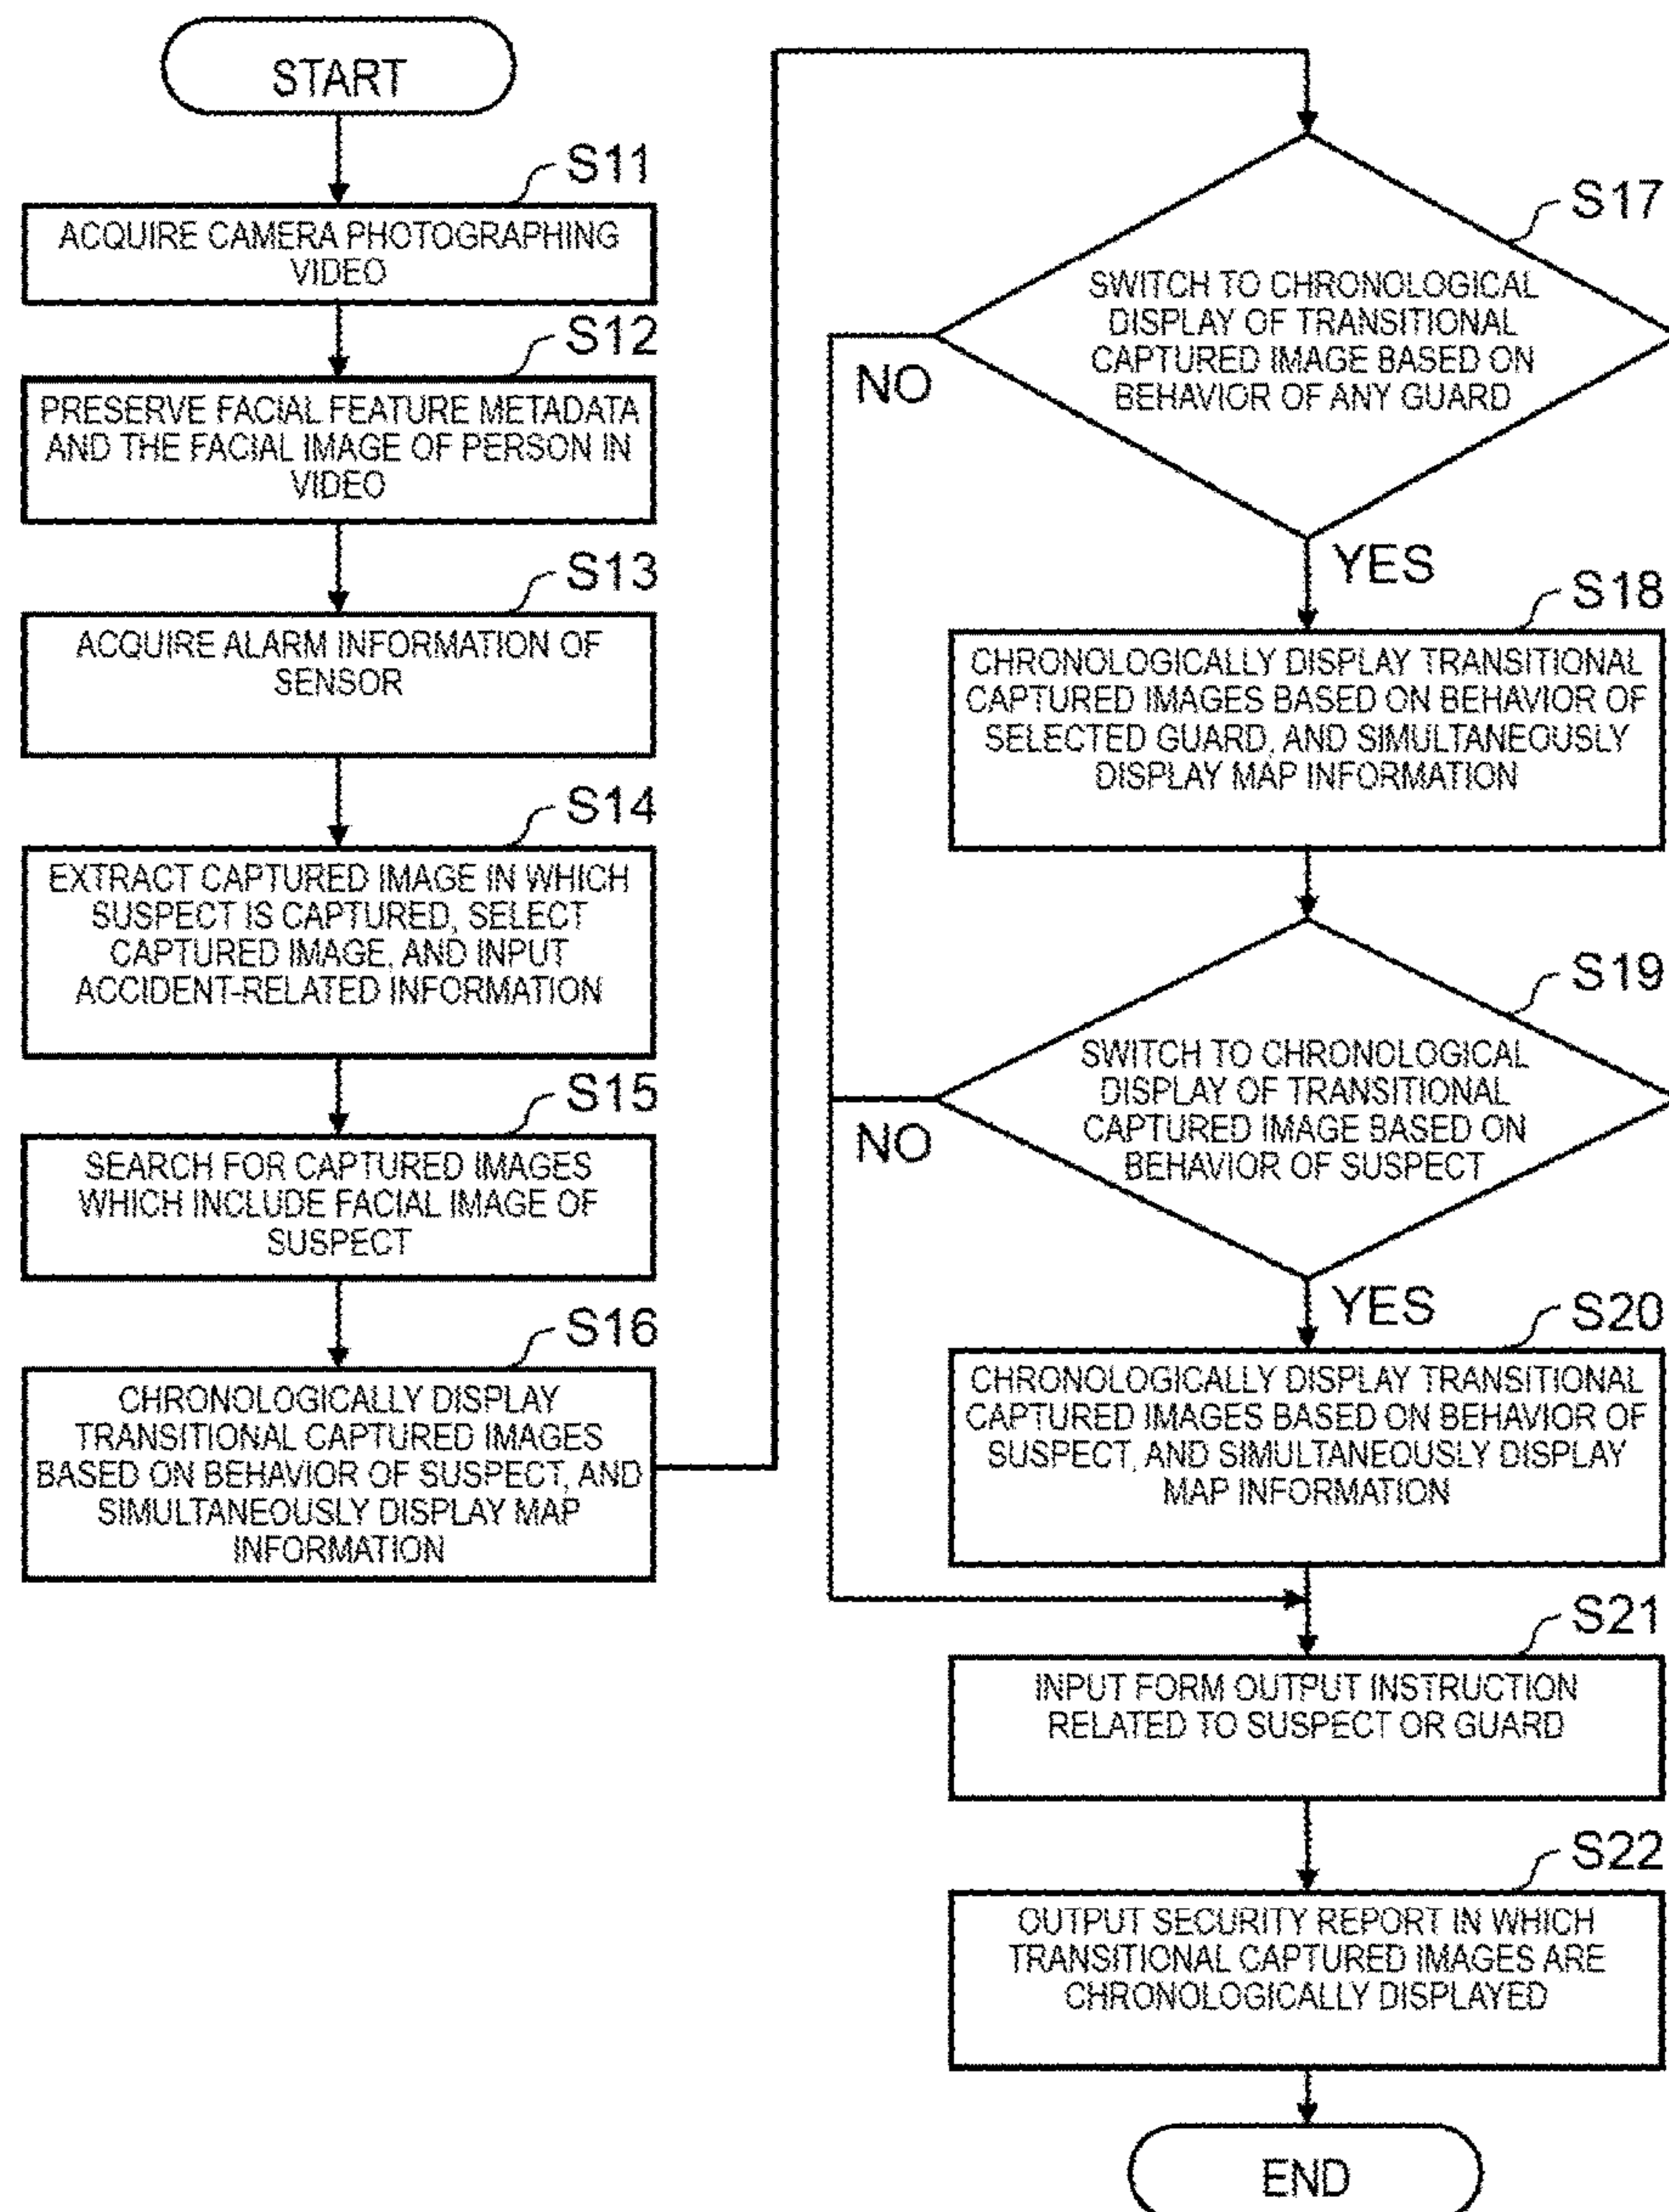 START
S11
ACQUIRE CAMERA PHOTOGRAPHING
VIDEO
S12
PRESERVE FACIAL FEATURE METADATA
AND THE FACIAL IMAGE OF PERSON IN
VIDEO
S13
ACQUIRE ALARM INFORMATION OF
SENSOR
S14
EXTRACT CAPTURED IMAGE IN WHICH
SUSPECT IS CAPTURED, SELECT
CAPTURED IMAGE, AND INPUT
ACCIDENT-RELATED INFORMATION
S15
SEARCH FOR CAPTURED IMAGES
WHICH INCLUDE FACIAL IMAGE OF
SUSPECT
S16
CHRONOLOGICALLY DISPLAY
TRANSITIONAL CAPTURED IMAGES
BASED ON BEHAVIOR OF SUSPECT, AND
SIMULTANEOUSLY DISPLAY MAP
INFORMATION
S17
SWITCH TO CHRONOLOGICAL
DISPLAY OF TRANSITIONAL
CAPTURED IMAGE BASED ON
BEHAVIOR OF ANY GUARD
NO
YES
S18
CHRONOLOGICALLY DISPLAY TRANSITIONAL
CAPTURED IMAGES BASED ON BEHAVIOR OF
SELECTED GUARD, AND SIMULTANEOUSLY
DISPLAY MAP INFORMATION
S19
SWITCH TO CHRONOLOGICAL
DISPLAY OF TRANSITIONAL
CAPTURED IMAGE BASED ON
BEHAVIOR OF SUSPECT
NO
YES
S20
CHRONOLOGICALLY DISPLAY TRANSITIONAL
CAPTURED IMAGES BASED ON BEHAVIOR OF
SUSPECT, AND SIMULTANEOUSLY DISPLAY
MAP INFORMATION
S21
INPUT FORM OUTPUT INSTRUCTION
RELATED TO SUSPECT OR GUARD
S22
OUTPUT SECURITY REPORT IN WHICH
TRANSITIONAL CAPTURED IMAGES ARE
CHRONOLOGICALLY DISPLAYED
END